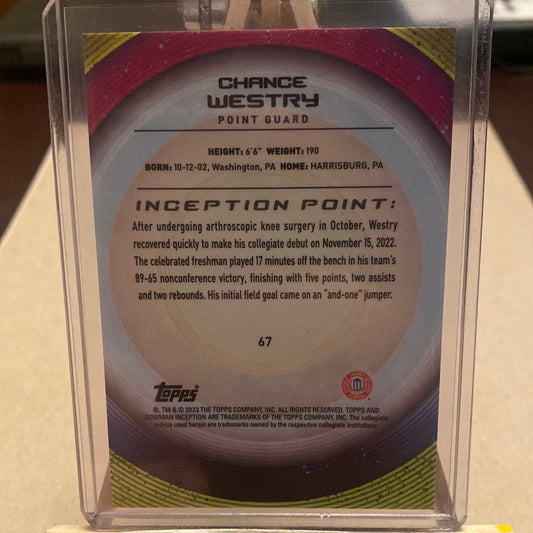 CHANCE
WESTRY
POINT GUARD
HEIGHT: 6'6" WEIGHT: 190
BORN: 10-12-02, Washington, PA HOME: HARRISBURG, PA
INCEPTION POINT:
After undergoing arthroscopic knee surgery in October, Westry
recovered quickly to make his collegiate debut on November 15, 2022.
The celebrated freshman played 17 minutes off the bench in his team's
89-65 nonconference victory, finishing with five points, two assists
and two rebounds. His initial field goal came on an "and-one" jumper.
67
topps
®, TM & © 2023 THE TOPPS COMPANY, INC. ALL RIGHTS RESERVED. TOPPS AND
BOWMAN INCEPTION ARE TRADEMARKS OF THE TOPPS COMPANY, INC. The collegiate
indicia used herein are trademarks owned by the respective collegiate institutions.